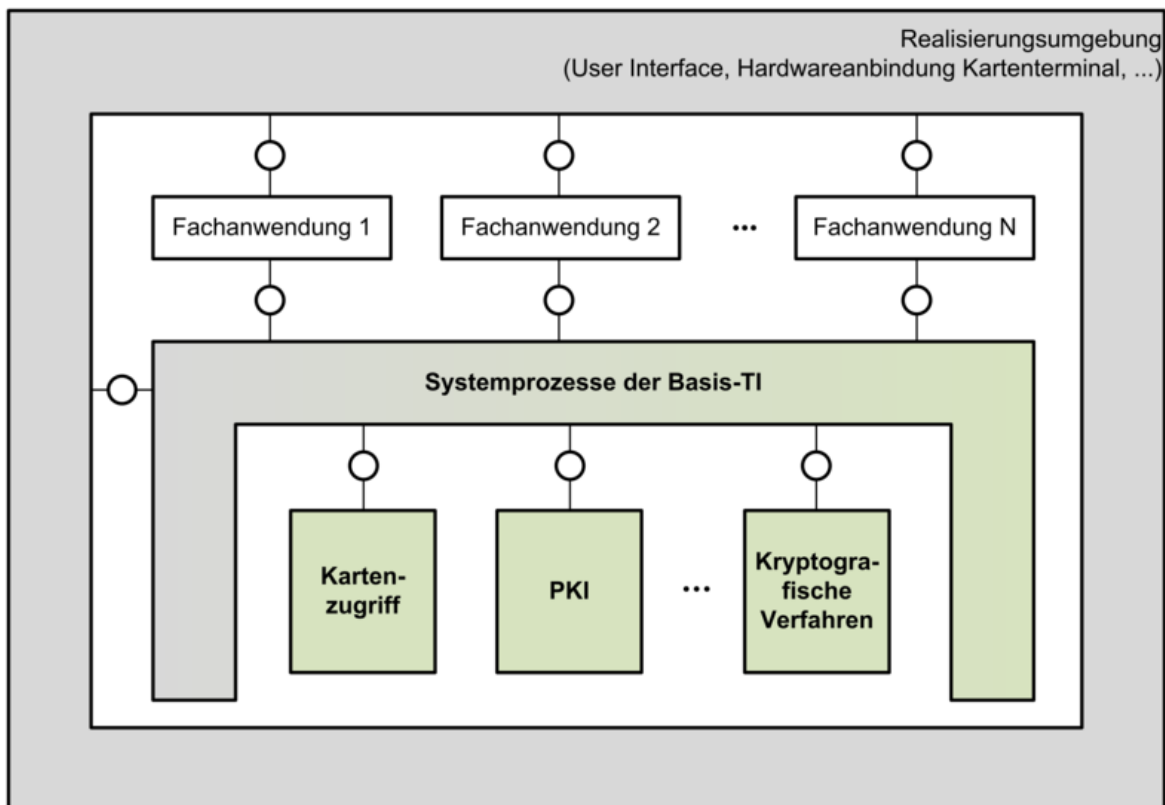 Realisierungsumgebung
(User Interface, Hardwareanbindung Kartenterminal, ...)
Fachanwendung 1
Fachanwendung 2
...
Fachanwendung N
Systemprozesse der Basis-TI
Karten-
zugriff
PKI
...
Kryptogra-
fische
Verfahren